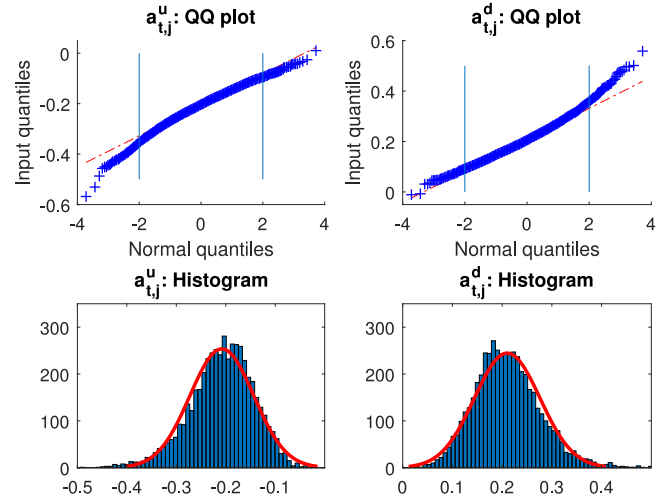 a^u_{t,j}: QQ plot
Input quantiles
0
-0.2
-0.4
-0.6
-4 -2 0 2 4
Normal quantiles
a^d_{t,j}: QQ plot
Input quantiles
0.6
0.4
0.2
0
-4 -2 0 2 4
Normal quantiles
a^u_{t,j}: Histogram
300
200
100
0
-0.5 -0.4 -0.3 -0.2 -0.1
a^d_{t,j}: Histogram
300
200
100
0
0 0.1 0.2 0.3 0.4